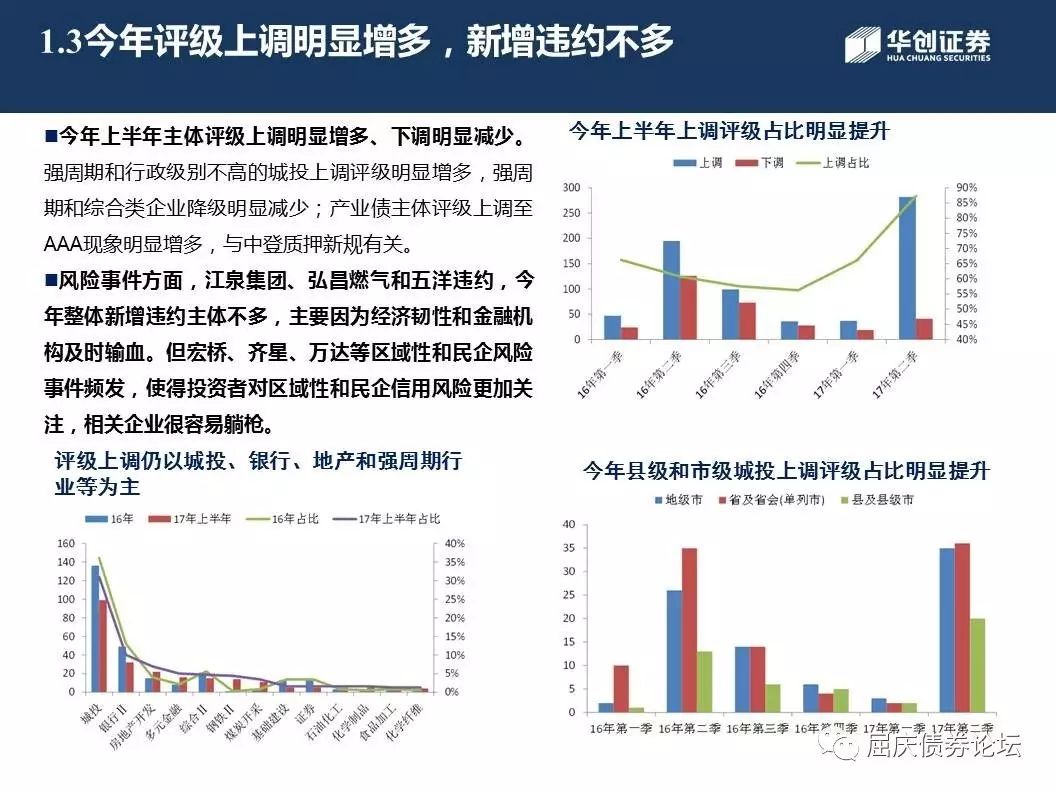 1.3今年评级上调明显增多，新增违约不多
华创证券
HUA CHUANG SECURITIES
■今年上半年主体评级上调明显增多、下调明显减少。
强周期和行政级别不高的城投上调评级明显增多，强周
期和综合类企业降级明显减少；产业债主体评级上调至
AAA现象明显增多，与中登质押新规有关。
■风险事件方面，江泉集团、弘昌燃气和五洋违约，今
年整体新增违约主体不多，主要因为经济韧性和金融机
构及时输血。但宏桥、齐星、万达等区域性和民企风险
事件频发，使得投资者对区域性和民企信用风险更加关
注，相关企业很容易躺枪。
今年上半年上调评级占比明显提升
上调 下调 上调占比
300 90%
250 85%
200 80%
150 75%
100 70%
50 65%
0 60%
55%
50%
45%
40%
16年第一季 16年第二季 16年第三季 16年第四季 17年第一季 17年第二季
评级上调仍以城投、银行、地产和强周期行
业等为主
16年 17年上半年 16年占比 17年上半年占比
160 40%
140 35%
120 30%
100 25%
80 20%
60 15%
40 10%
20 5%
0 0%
城投 银行Ⅱ 房地产开发 多元金融 综合Ⅱ 钢铁Ⅱ 煤炭开采 基础建设 证券 石油化工 化学制品 食品加工 化学纤维
今年县级和市级城投上调评级占比明显提升
地级市 省及省会(单列市) 县及县级市
40
35
30
25
20
15
10
5
0
16年第一季 16年第二季 16年第三季 16年第四季 17年第一季 17年第二季
屈庆债券论坛